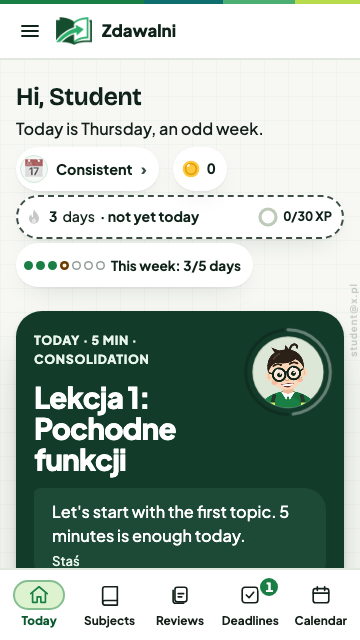 Zdawalni
Hi, Student
Today is Thursday, an odd week.
17
Consistent ›
0
3 days · not yet today
0/30 XP
This week: 3/5 days
student@x.pl
TODAY · 5 MIN ·
CONSOLIDATION
Lekcja 1:
Pochodne
funkcji
Let's start with the first topic. 5
minutes is enough today.
Staś
1
Today
Subjects
Reviews
Deadlines
Calendar